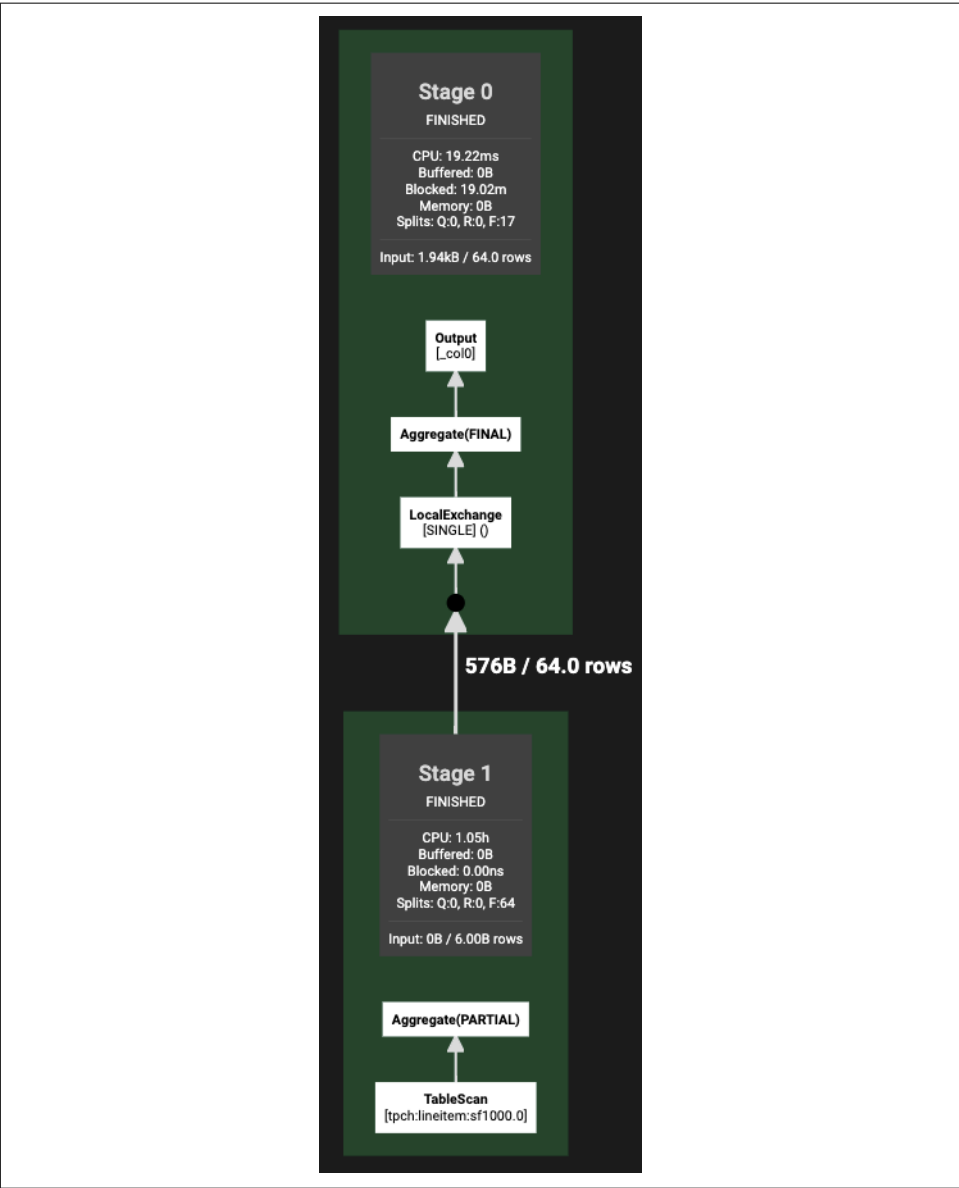 Stage 0
FINISHED
CPU: 19.22ms
Buffered: 0B
Blocked: 19.02m
Memory: 0B
Splits: Q:0, R:0, F:17
Input: 1.94kB / 64.0 rows
Output
[_col0]
Aggregate(FINAL)
LocalExchange
[SINGLE] ()
576B / 64.0 rows
Stage 1
FINISHED
CPU: 1.05h
Buffered: 0B
Blocked: 0.00ns
Memory: 0B
Splits: Q:0, R:0, F:64
Input: 0B / 6.00B rows
Aggregate(PARTIAL)
TableScan
[tpch:lineitem:sf1000.0]